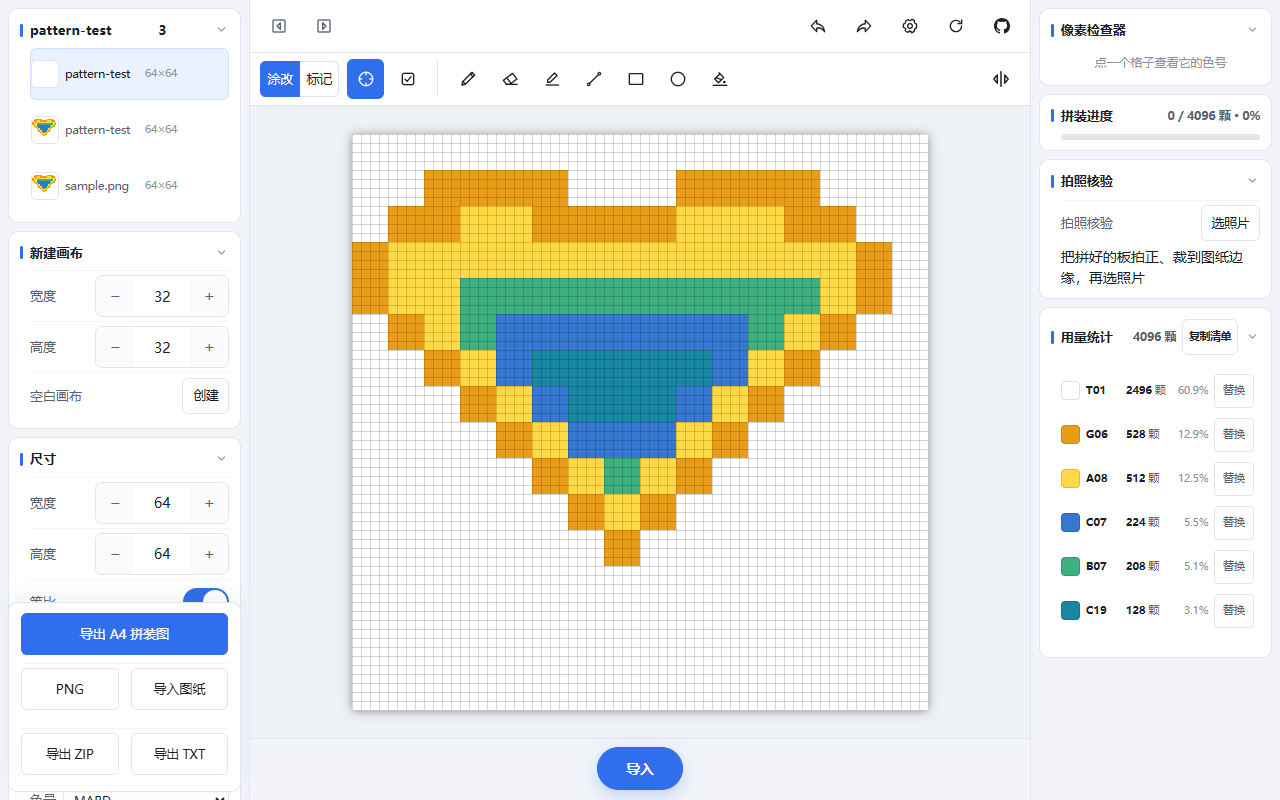 pattern-test 3
pattern-test 64×64
pattern-test 64×64
sample.png 64×64
新建画布
宽度 − 32 +
高度 − 32 +
空白画布 创建
尺寸
宽度 − 64 +
高度 − 64 +
导出 A4 拼装图
PNG 导入图纸
导出 ZIP 导出 TXT
涂改 标记
导入
像素检查器
点一个格子查看它的色号
拼装进度 0 / 4096 颗 • 0%
拍照核验
拍照核验 选照片
把拼好的板拍正、裁到图纸边
缘，再选照片
用量统计 4096 颗 复制清单
T01 2496 颗 60.9% 替换
G06 528 颗 12.9% 替换
A08 512 颗 12.5% 替换
C07 224 颗 5.5% 替换
B07 208 颗 5.1% 替换
C19 128 颗 3.1% 替换